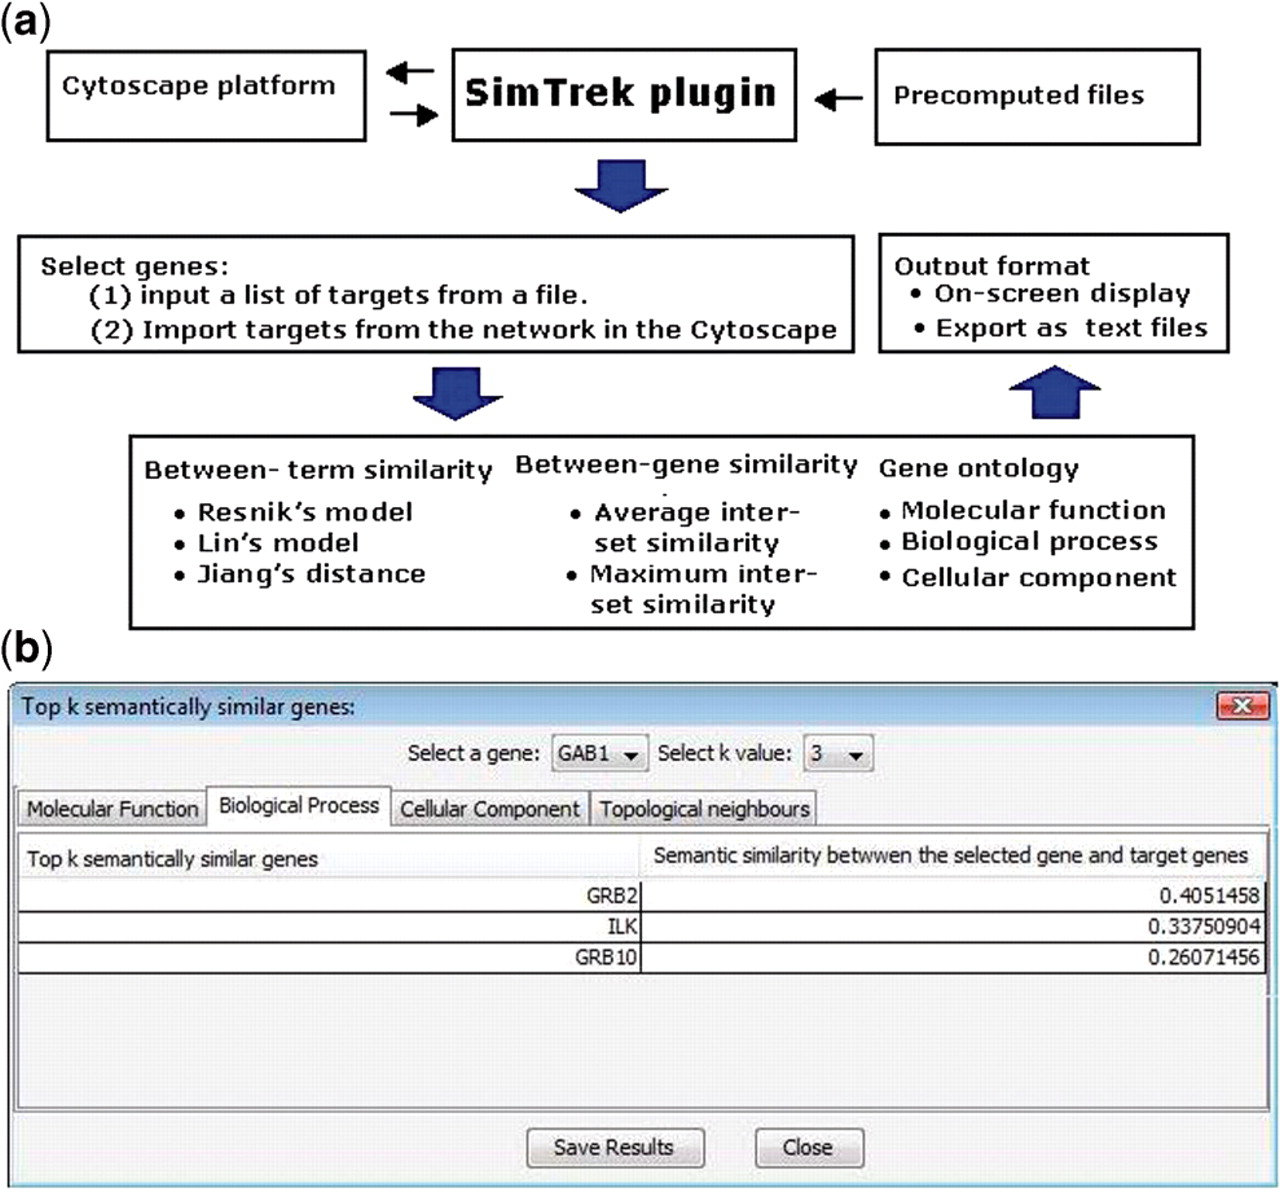 (a)
Cytoscape platform
SimTrek plugin
Precomputed files
Select genes:
(1) input a list of targets from a file.
(2) Import targets from the network in the Cytoscape
Output format
• On-screen display
• Export as text files
Between- term similarity
• Resnik's model
• Lin's model
• Jiang's distance
Between-gene similarity
• Average inter-
set similarity
• Maximum inter-
set similarity
Gene ontology
• Molecular function
• Biological process
• Cellular component
(b)
Top k semantically similar genes:
Select a gene: GAB1 Select k value: 3
Molecular Function Biological Process Cellular Component Topological neighbours
Top k semantically similar genes Semantic similarity betwwen the selected gene and target genes
GRB2 0.4051458
ILK 0.33750904
GRB10 0.26071456
Save Results Close